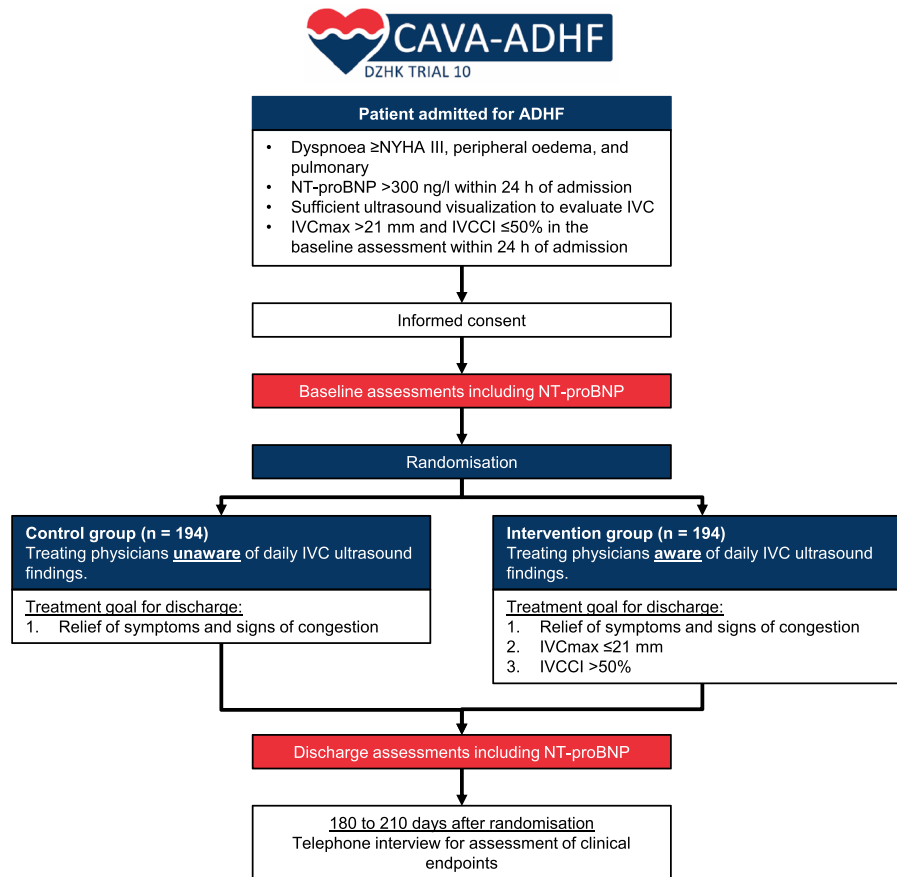 CAVA-ADHF
DZHK TRIAL 10
Patient admitted for ADHF
• Dyspnoea ≥NYHA III, peripheral oedema, and
pulmonary
• NT-proBNP >300 ng/l within 24 h of admission
• Sufficient ultrasound visualization to evaluate IVC
• IVCmax >21 mm and IVCCI ≤50% in the
baseline assessment within 24 h of admission
Informed consent
Baseline assessments including NT-proBNP
Randomisation
Control group (n = 194)
Treating physicians unaware of daily IVC ultrasound
findings.
Treatment goal for discharge:
1. Relief of symptoms and signs of congestion
Intervention group (n = 194)
Treating physicians aware of daily IVC ultrasound
findings.
Treatment goal for discharge:
1. Relief of symptoms and signs of congestion
2. IVCmax ≤21 mm
3. IVCCI >50%
Discharge assessments including NT-proBNP
180 to 210 days after randomisation
Telephone interview for assessment of clinical
endpoints